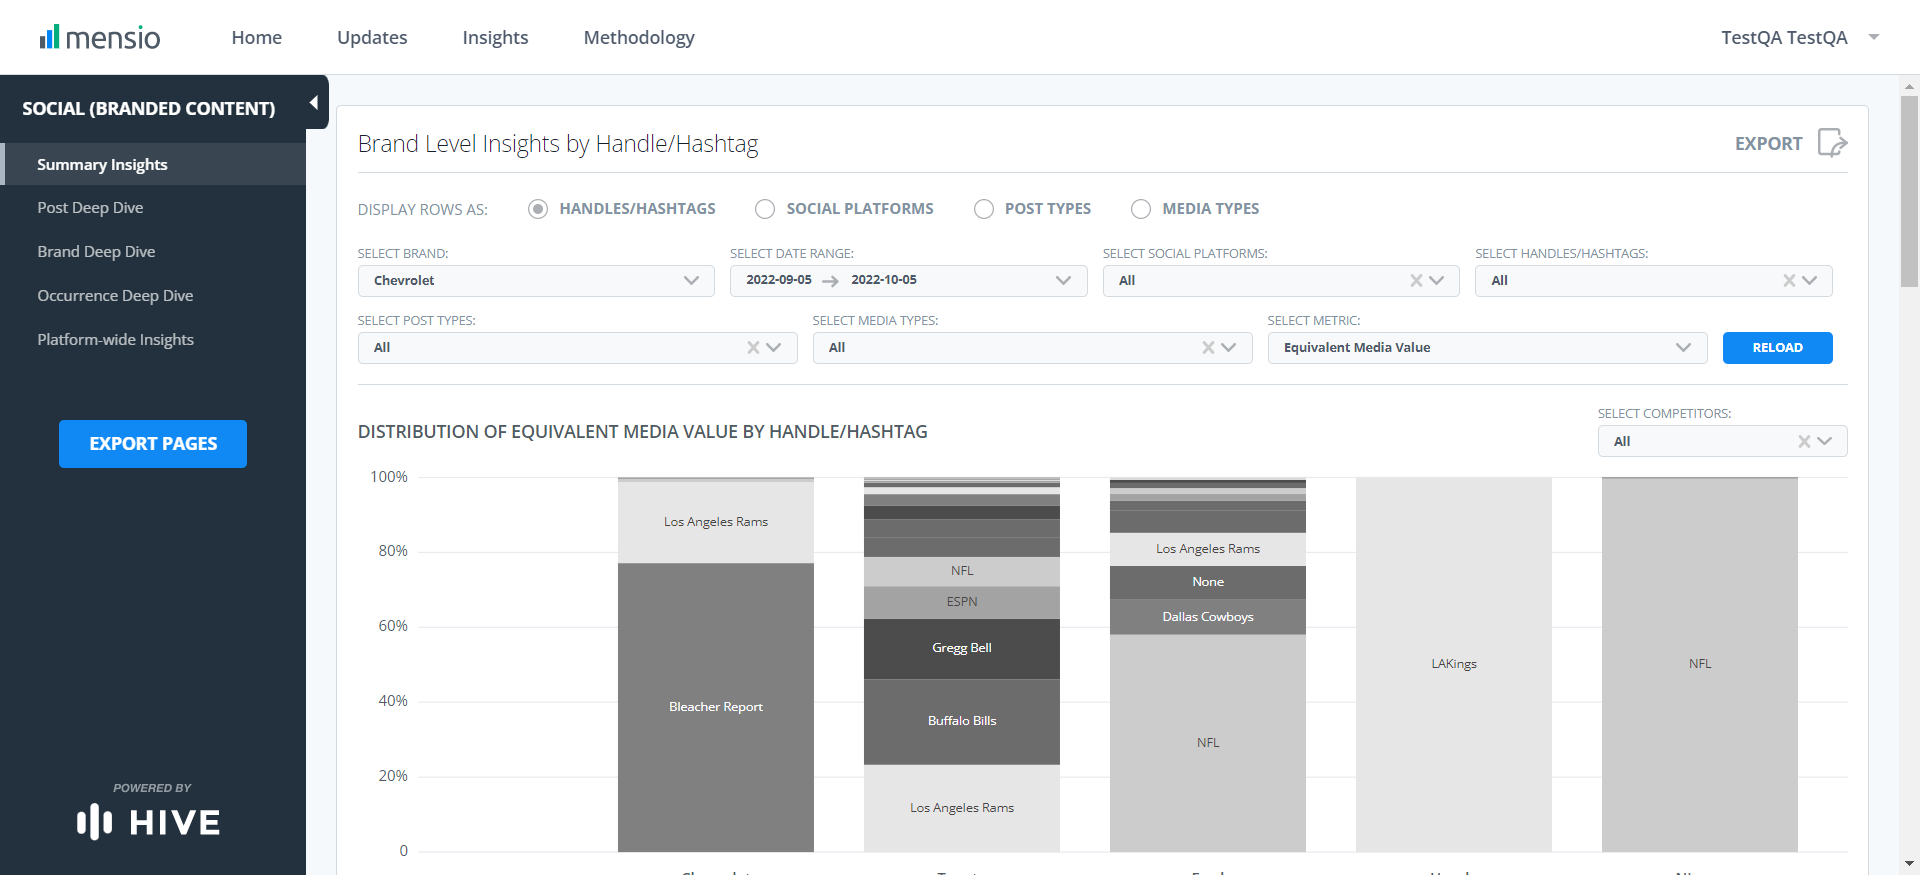 mensio
Home
Updates
Insights
Methodology
TestQA TestQA
SOCIAL (BRANDED CONTENT)
Summary Insights
Post Deep Dive
Brand Deep Dive
Occurrence Deep Dive
Platform-wide Insights
EXPORT PAGES
POWERED BY
HIVE
Brand Level Insights by Handle/Hashtag
EXPORT
DISPLAY ROWS AS:
HANDLES/HASHTAGS
SOCIAL PLATFORMS
POST TYPES
MEDIA TYPES
SELECT BRAND:
Chevrolet
SELECT DATE RANGE:
2022-09-05
2022-10-05
SELECT SOCIAL PLATFORMS:
All
SELECT HANDLES/HASHTAGS:
All
SELECT POST TYPES:
All
SELECT MEDIA TYPES:
All
SELECT METRIC:
Equivalent Media Value
RELOAD
DISTRIBUTION OF EQUIVALENT MEDIA VALUE BY HANDLE/HASHTAG
SELECT COMPETITORS:
All
100%
80%
60%
40%
20%
0
Los Angeles Rams
Bleacher Report
NFL
ESPN
Gregg Bell
Buffalo Bills
Los Angeles Rams
Los Angeles Rams
None
Dallas Cowboys
NFL
LAKings
NFL